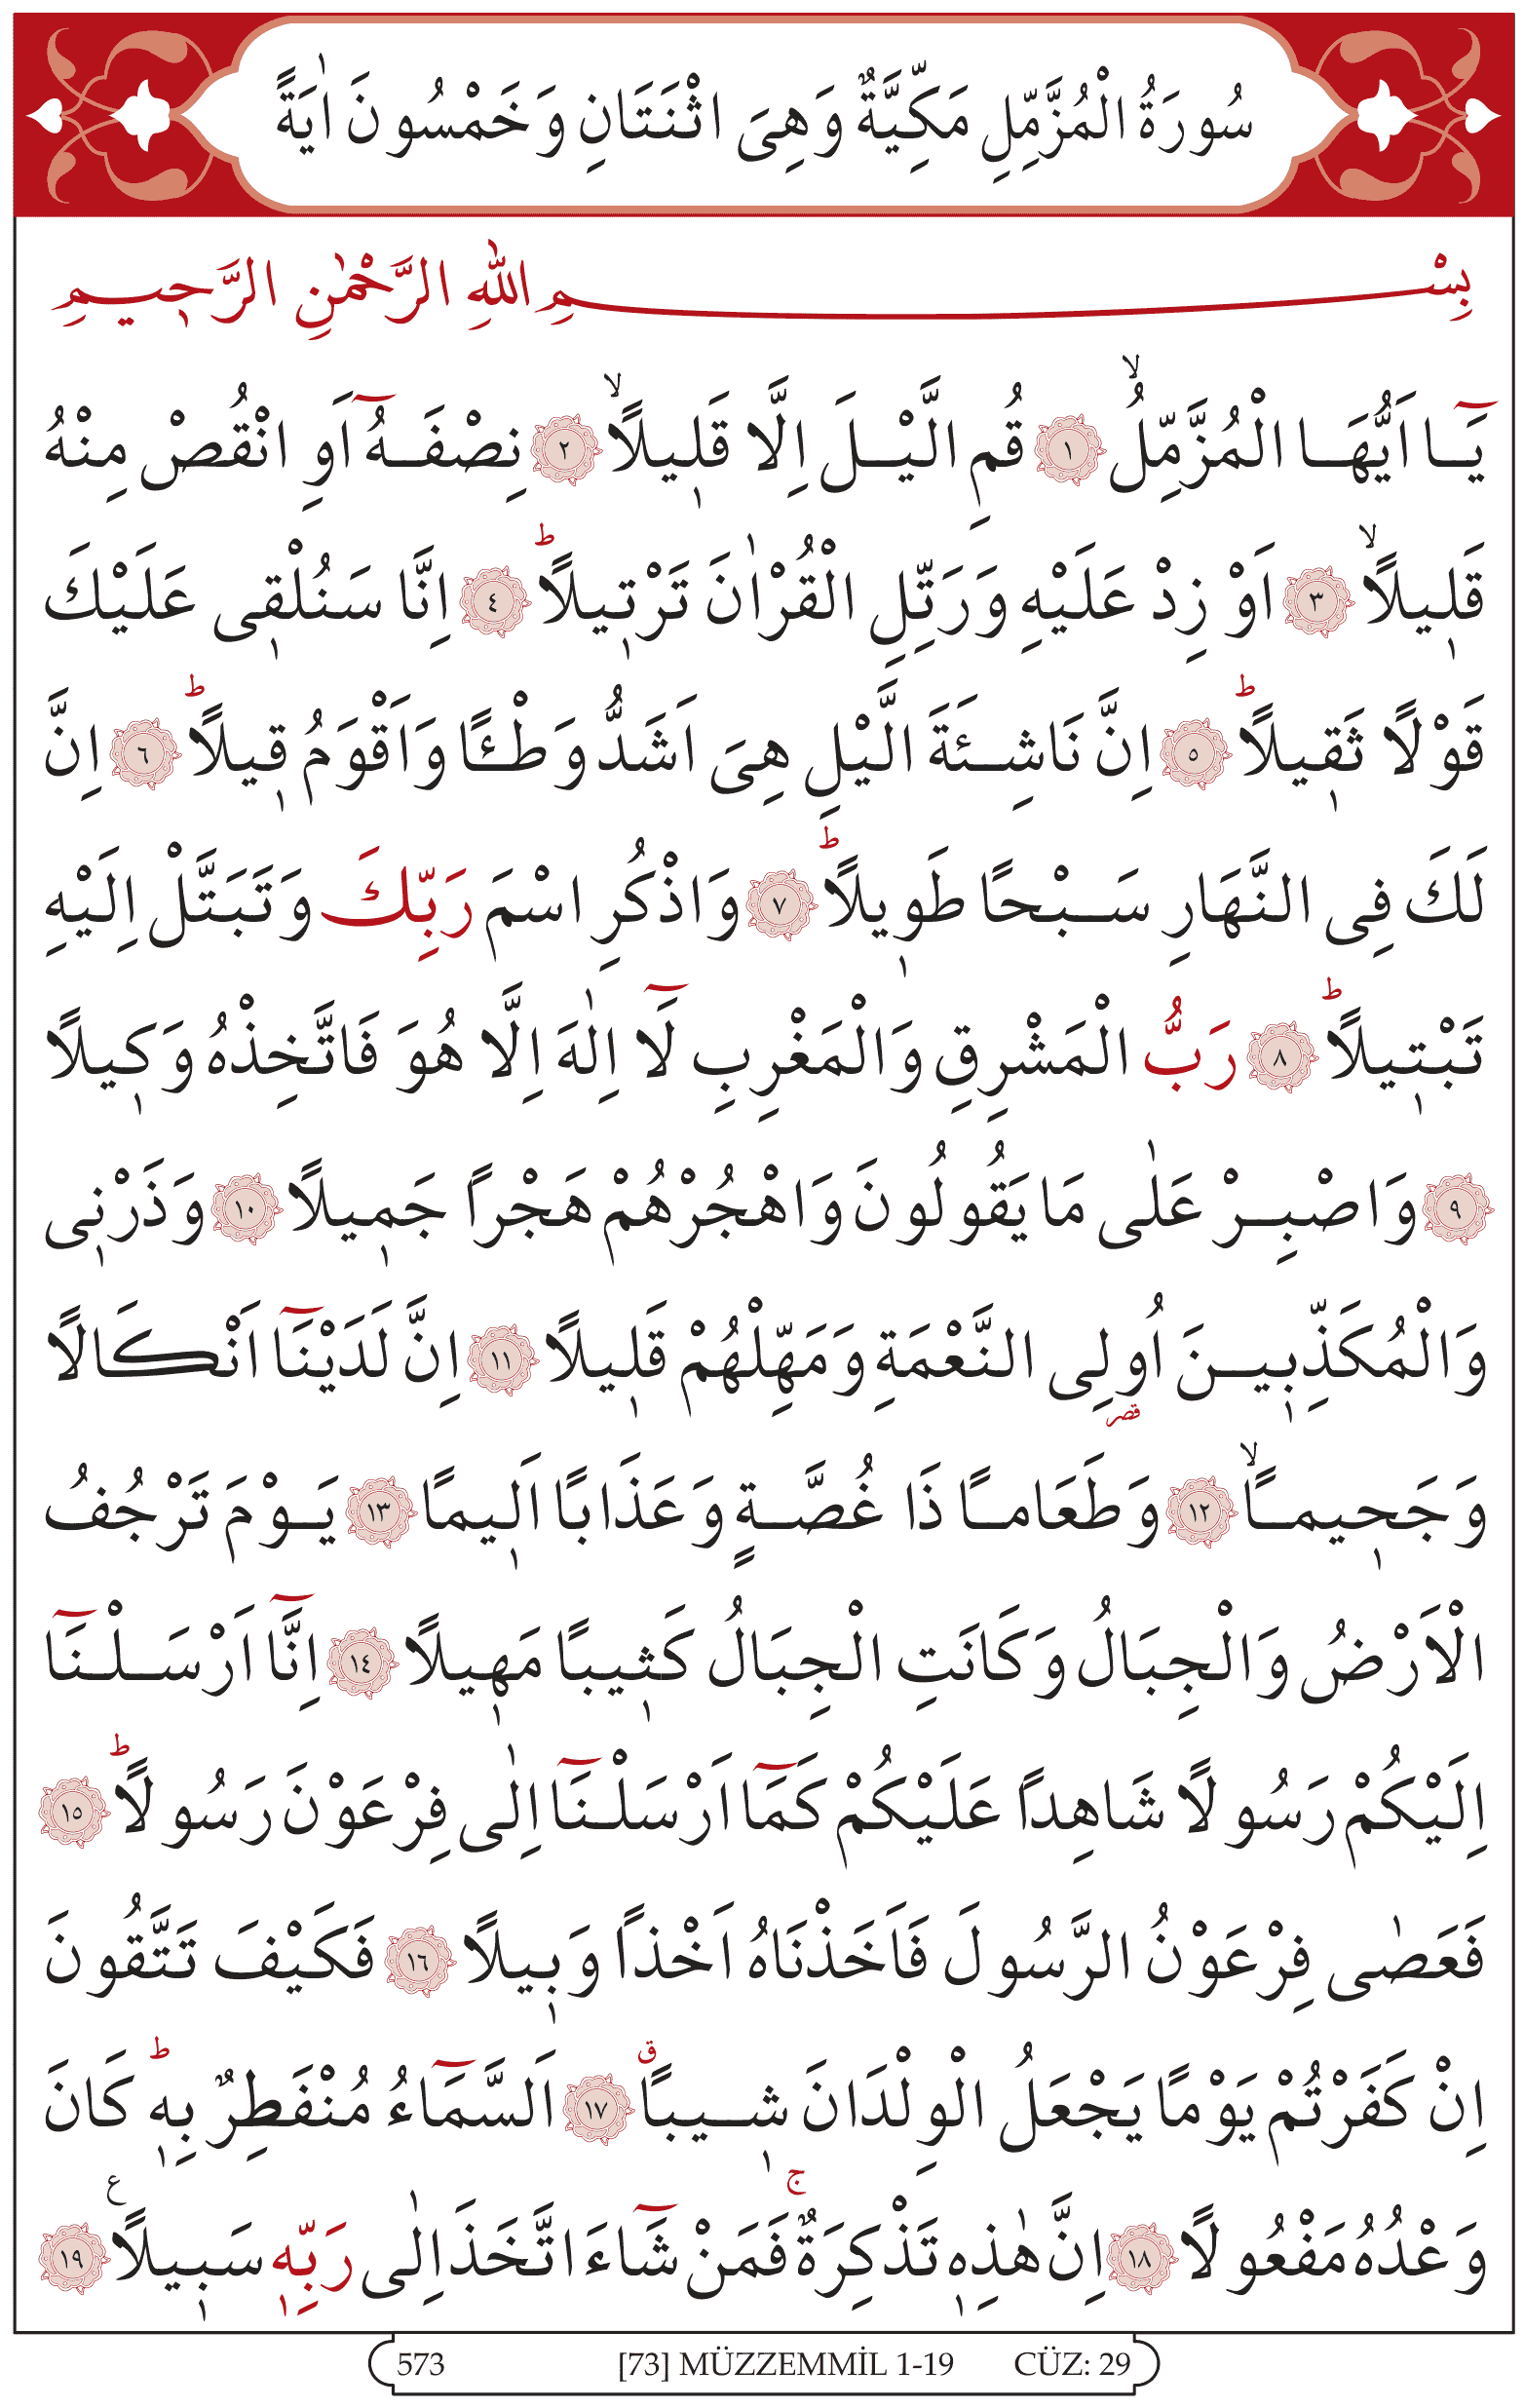 سُورَةُ الْمُزَّمِّلِ مَكِّيَّةٌ وَهِىَ اثْنَتَانِ وَخَمْسُونَ اٰيَةً
بِسْمِ اللّٰهِ الرَّحْمٰنِ الرَّحٖيمِ
يَٓا اَيُّهَا الْمُزَّمِّلُۙ ﴿١﴾ قُمِ الَّيْلَ اِلَّا قَلٖيلًاۙ ﴿٢﴾ نِصْفَهُٓ اَوِ انْقُصْ مِنْهُ
قَلٖيلًاۙ ﴿٣﴾ اَوْ زِدْ عَلَيْهِ وَرَتِّلِ الْقُرْاٰنَ تَرْتٖيلًاؕ ﴿٤﴾ اِنَّا سَنُلْقٖى عَلَيْكَ
قَوْلًا ثَقٖيلًاؕ ﴿٥﴾ اِنَّ نَاشِئَةَ الَّيْلِ هِىَ اَشَدُّ وَطْـًٔا وَاَقْوَمُ قٖيلًاؕ ﴿٦﴾ اِنَّ
لَكَ فِى النَّهَارِ سَبْحًا طَوٖيلًاؕ ﴿٧﴾ وَاذْكُرِ اسْمَ رَبِّكَ وَتَبَتَّلْ اِلَيْهِ
تَبْتٖيلًاؕ ﴿٨﴾ رَبُّ الْمَشْرِقِ وَالْمَغْرِبِ لَٓا اِلٰهَ اِلَّا هُوَ فَاتَّخِذْهُ وَكٖيلًا
﴿٩﴾ وَاصْبِرْ عَلٰى مَا يَقُولُونَ وَاهْجُرْهُمْ هَجْرًا جَمٖيلًا ﴿١٠﴾ وَذَرْنٖى
وَالْمُكَذِّبٖينَ اُولِى النَّعْمَةِ وَمَهِّلْهُمْ قَلٖيلًا ﴿١١﴾ اِنَّ لَدَيْنَٓا اَنْكَالًا
قصر
وَجَحٖيمًاۙ ﴿١٢﴾ وَطَعَامًا ذَا غُصَّةٍ وَعَذَابًا اَلٖيمًا ﴿١٣﴾ يَوْمَ تَرْجُفُ
الْاَرْضُ وَالْجِبَالُ وَكَانَتِ الْجِبَالُ كَثٖيبًا مَهٖيلًا ﴿١٤﴾ اِنَّٓا اَرْسَلْنَٓا
اِلَيْكُمْ رَسُولًا شَاهِدًا عَلَيْكُمْ كَمَٓا اَرْسَلْنَٓا اِلٰى فِرْعَوْنَ رَسُولًاؕ ﴿١٥﴾
فَعَصٰى فِرْعَوْنُ الرَّسُولَ فَاَخَذْنَاهُ اَخْذًا وَبٖيلًا ﴿١٦﴾ فَكَيْفَ تَتَّقُونَ
اِنْ كَفَرْتُمْ يَوْمًا يَجْعَلُ الْوِلْدَانَ شٖيبًاۗ ق ﴿١٧﴾ اَلسَّمَٓاءُ مُنْفَطِرٌ بِهٖؕ كَانَ
وَعْدُهُ مَفْعُولًا ﴿١٨﴾ اِنَّ هٰذِهٖ تَذْكِرَةٌۚ فَمَنْ شَٓاءَ اتَّخَذَ اِلٰى رَبِّهٖ سَبٖيلًا ع ﴿١٩﴾
573 [73] MÜZZEMMİL 1-19 CÜZ: 29